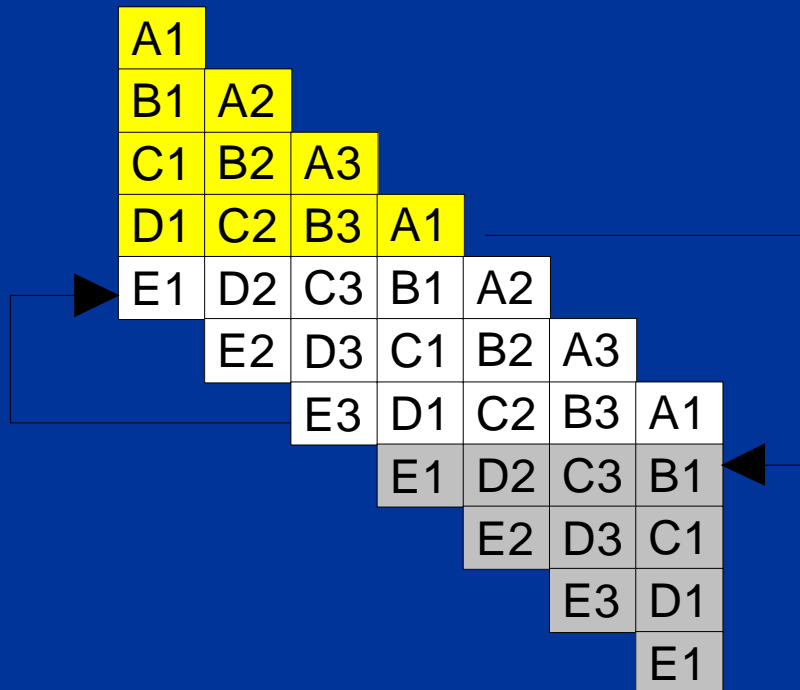 A1
B1 A2
C1 B2 A3
D1 C2 B3 A1
E1 D2 C3 B1 A2
E2 D3 C1 B2 A3
E3 D1 C2 B3 A1
E1 D2 C3 B1
E2 D3 C1
E3 D1
E1